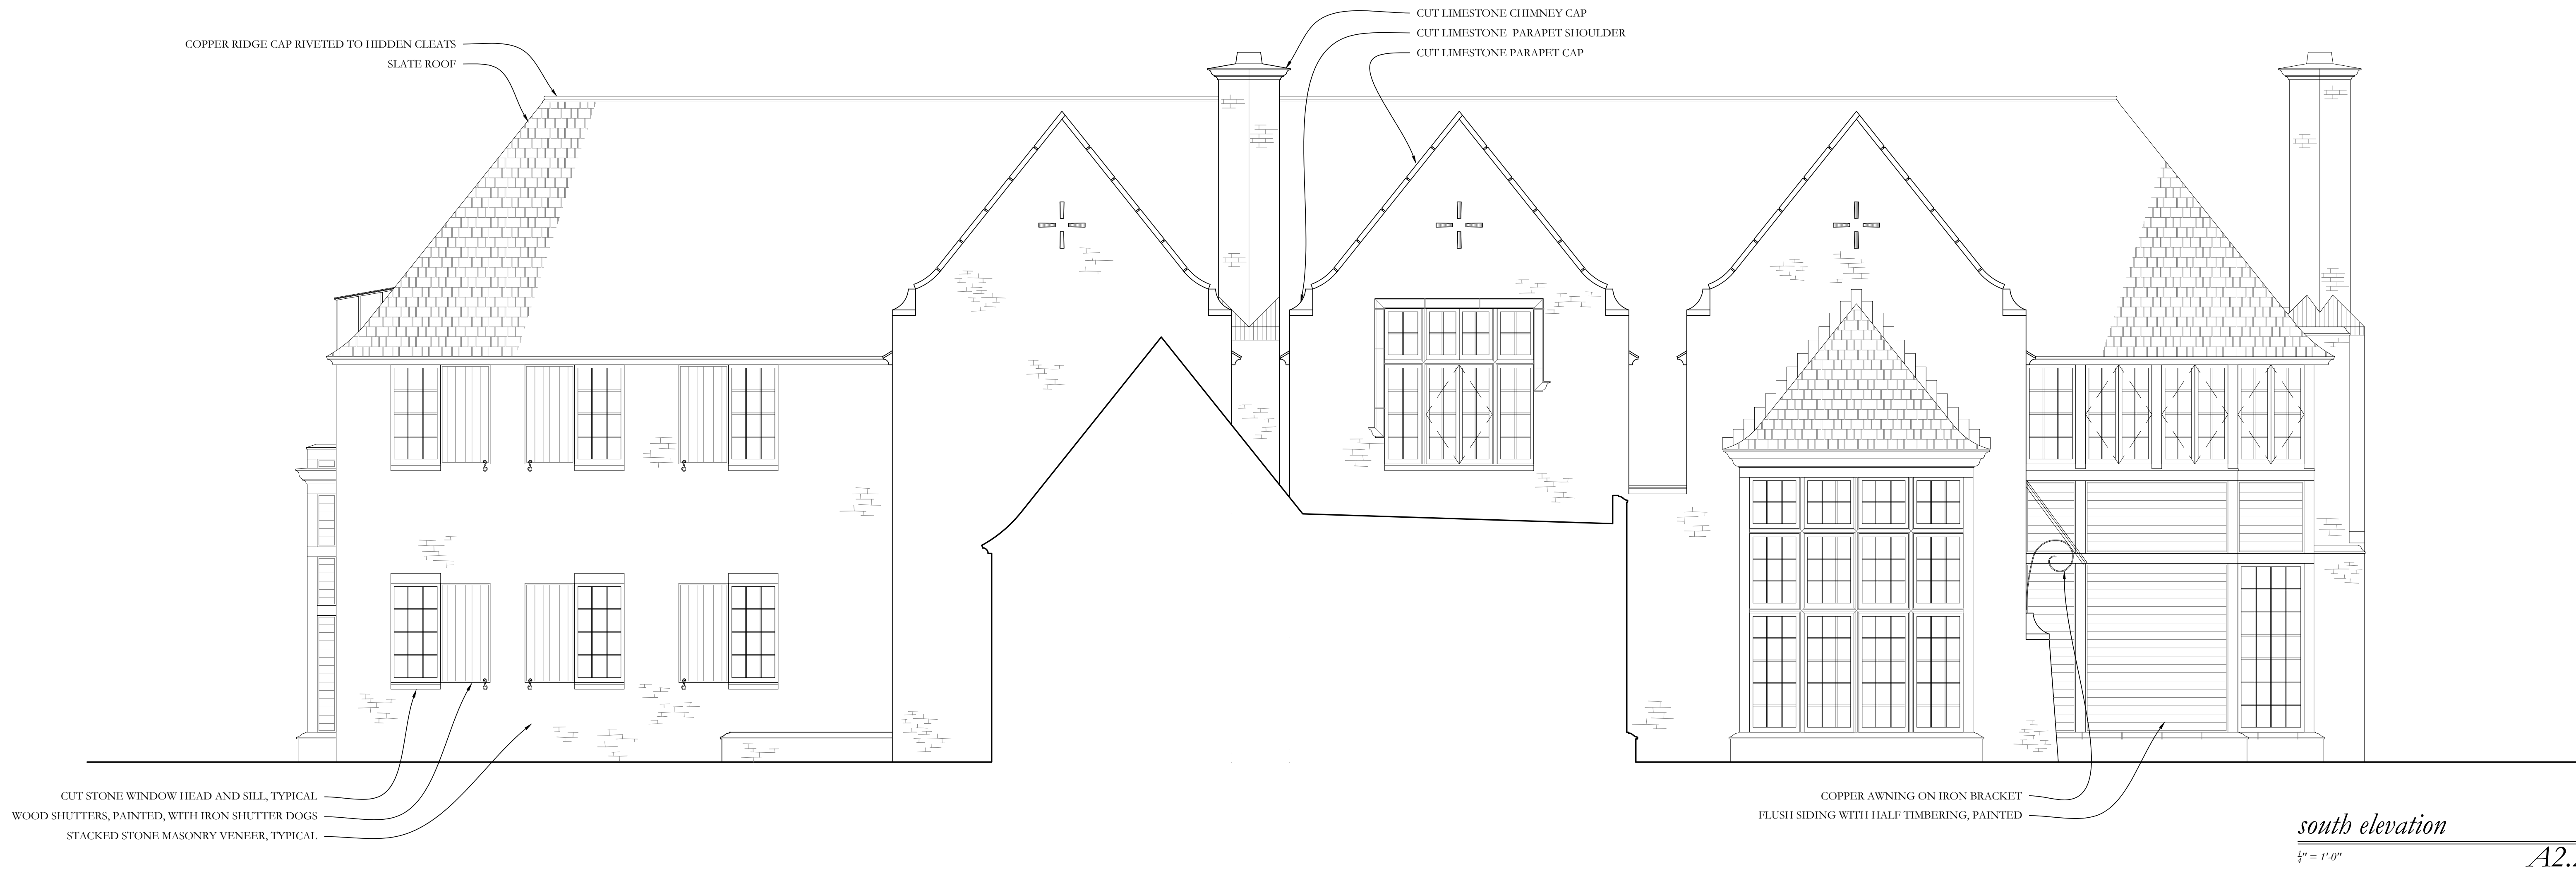 COPPER RIDGE CAP RIVETED TO HIDDEN CLEATS
SLATE ROOF
CUT LIMESTONE CHIMNEY CAP
CUT LIMESTONE PARAPET SHOULDER
CUT LIMESTONE PARAPET CAP
CUT STONE WINDOW HEAD AND SILL, TYPICAL
WOOD SHUTTERS, PAINTED, WITH IRON SHUTTER DOGS
STACKED STONE MASONRY VENEER, TYPICAL
COPPER AWNING ON IRON BRACKET
FLUSH SIDING WITH HALF TIMBERING, PAINTED
south elevation
1/4" = 1'-0"